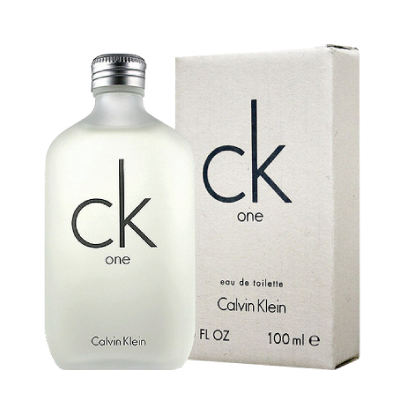 ck
one
Calvin Klein
ck
one
eau de toilette
Calvin Klein
FL OZ 100 ml e